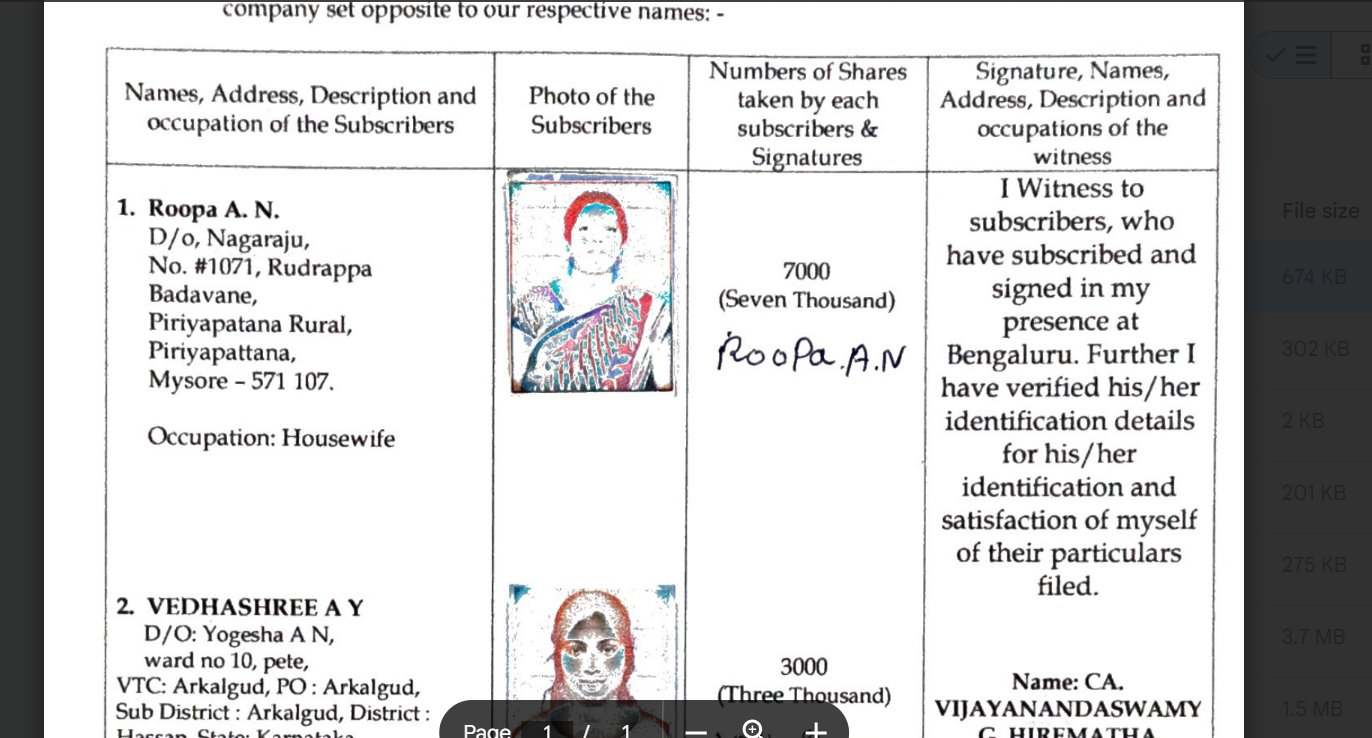 company set opposite to our respective names: -
Names, Address, Description and
occupation of the Subscribers
Photo of the
Subscribers
Numbers of Shares
taken by each
subscribers &
Signatures
Signature, Names,
Address, Description and
occupations of the
witness
1. Roopa A. N.
D/o, Nagaraju,
No. #1071, Rudrappa
Badavane,
Piriyapatana Rural,
Piriyapattana,
Mysore – 571 107.
Occupation: Housewife
7000
(Seven Thousand)
RooPa.A.N
I Witness to
subscribers, who
have subscribed and
signed in my
presence at
Bengaluru. Further I
have verified his/her
identification details
for his/her
identification and
satisfaction of myself
of their particulars
filed.
2. VEDHASHREE A Y
D/O: Yogesha A N,
ward no 10, pete,
VTC: Arkalgud, PO : Arkalgud,
Sub District : Arkalgud, District :
Hassan, State: Karnataka
3000
(Three Thousand)
Name: CA.
VIJAYANANDASWAMY
G. HIREMATHA
Page 1 / 1
File size
674 KB
302 KB
2 KB
201 KB
275 KB
3.7 MB
1.5 MB